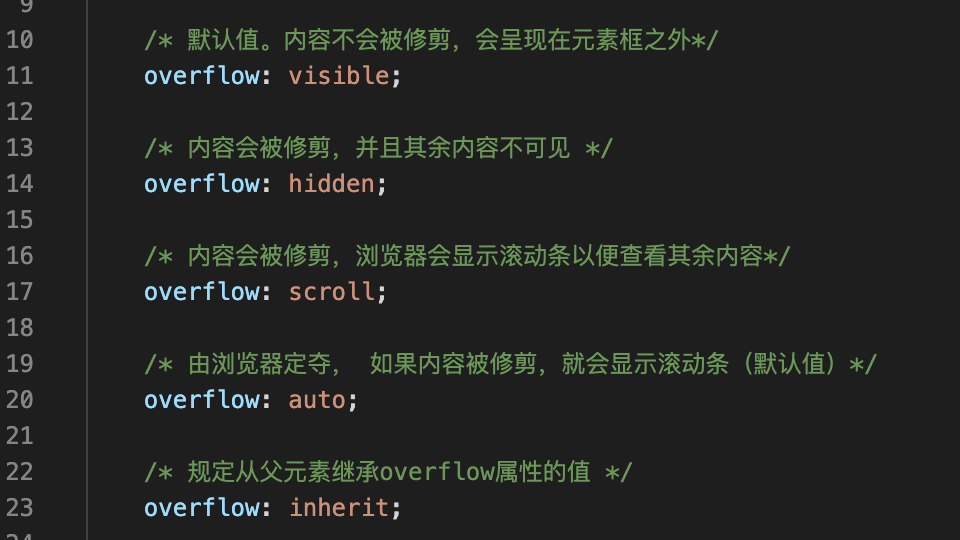 9
10 /* 默认值。内容不会被修剪，会呈现在元素框之外*/
11 overflow: visible;
12
13 /* 内容会被修剪，并且其余内容不可见 */
14 overflow: hidden;
15
16 /* 内容会被修剪，浏览器会显示滚动条以便查看其余内容*/
17 overflow: scroll;
18
19 /* 由浏览器定夺， 如果内容被修剪，就会显示滚动条（默认值）*/
20 overflow: auto;
21
22 /* 规定从父元素继承overflow属性的值 */
23 overflow: inherit;
24